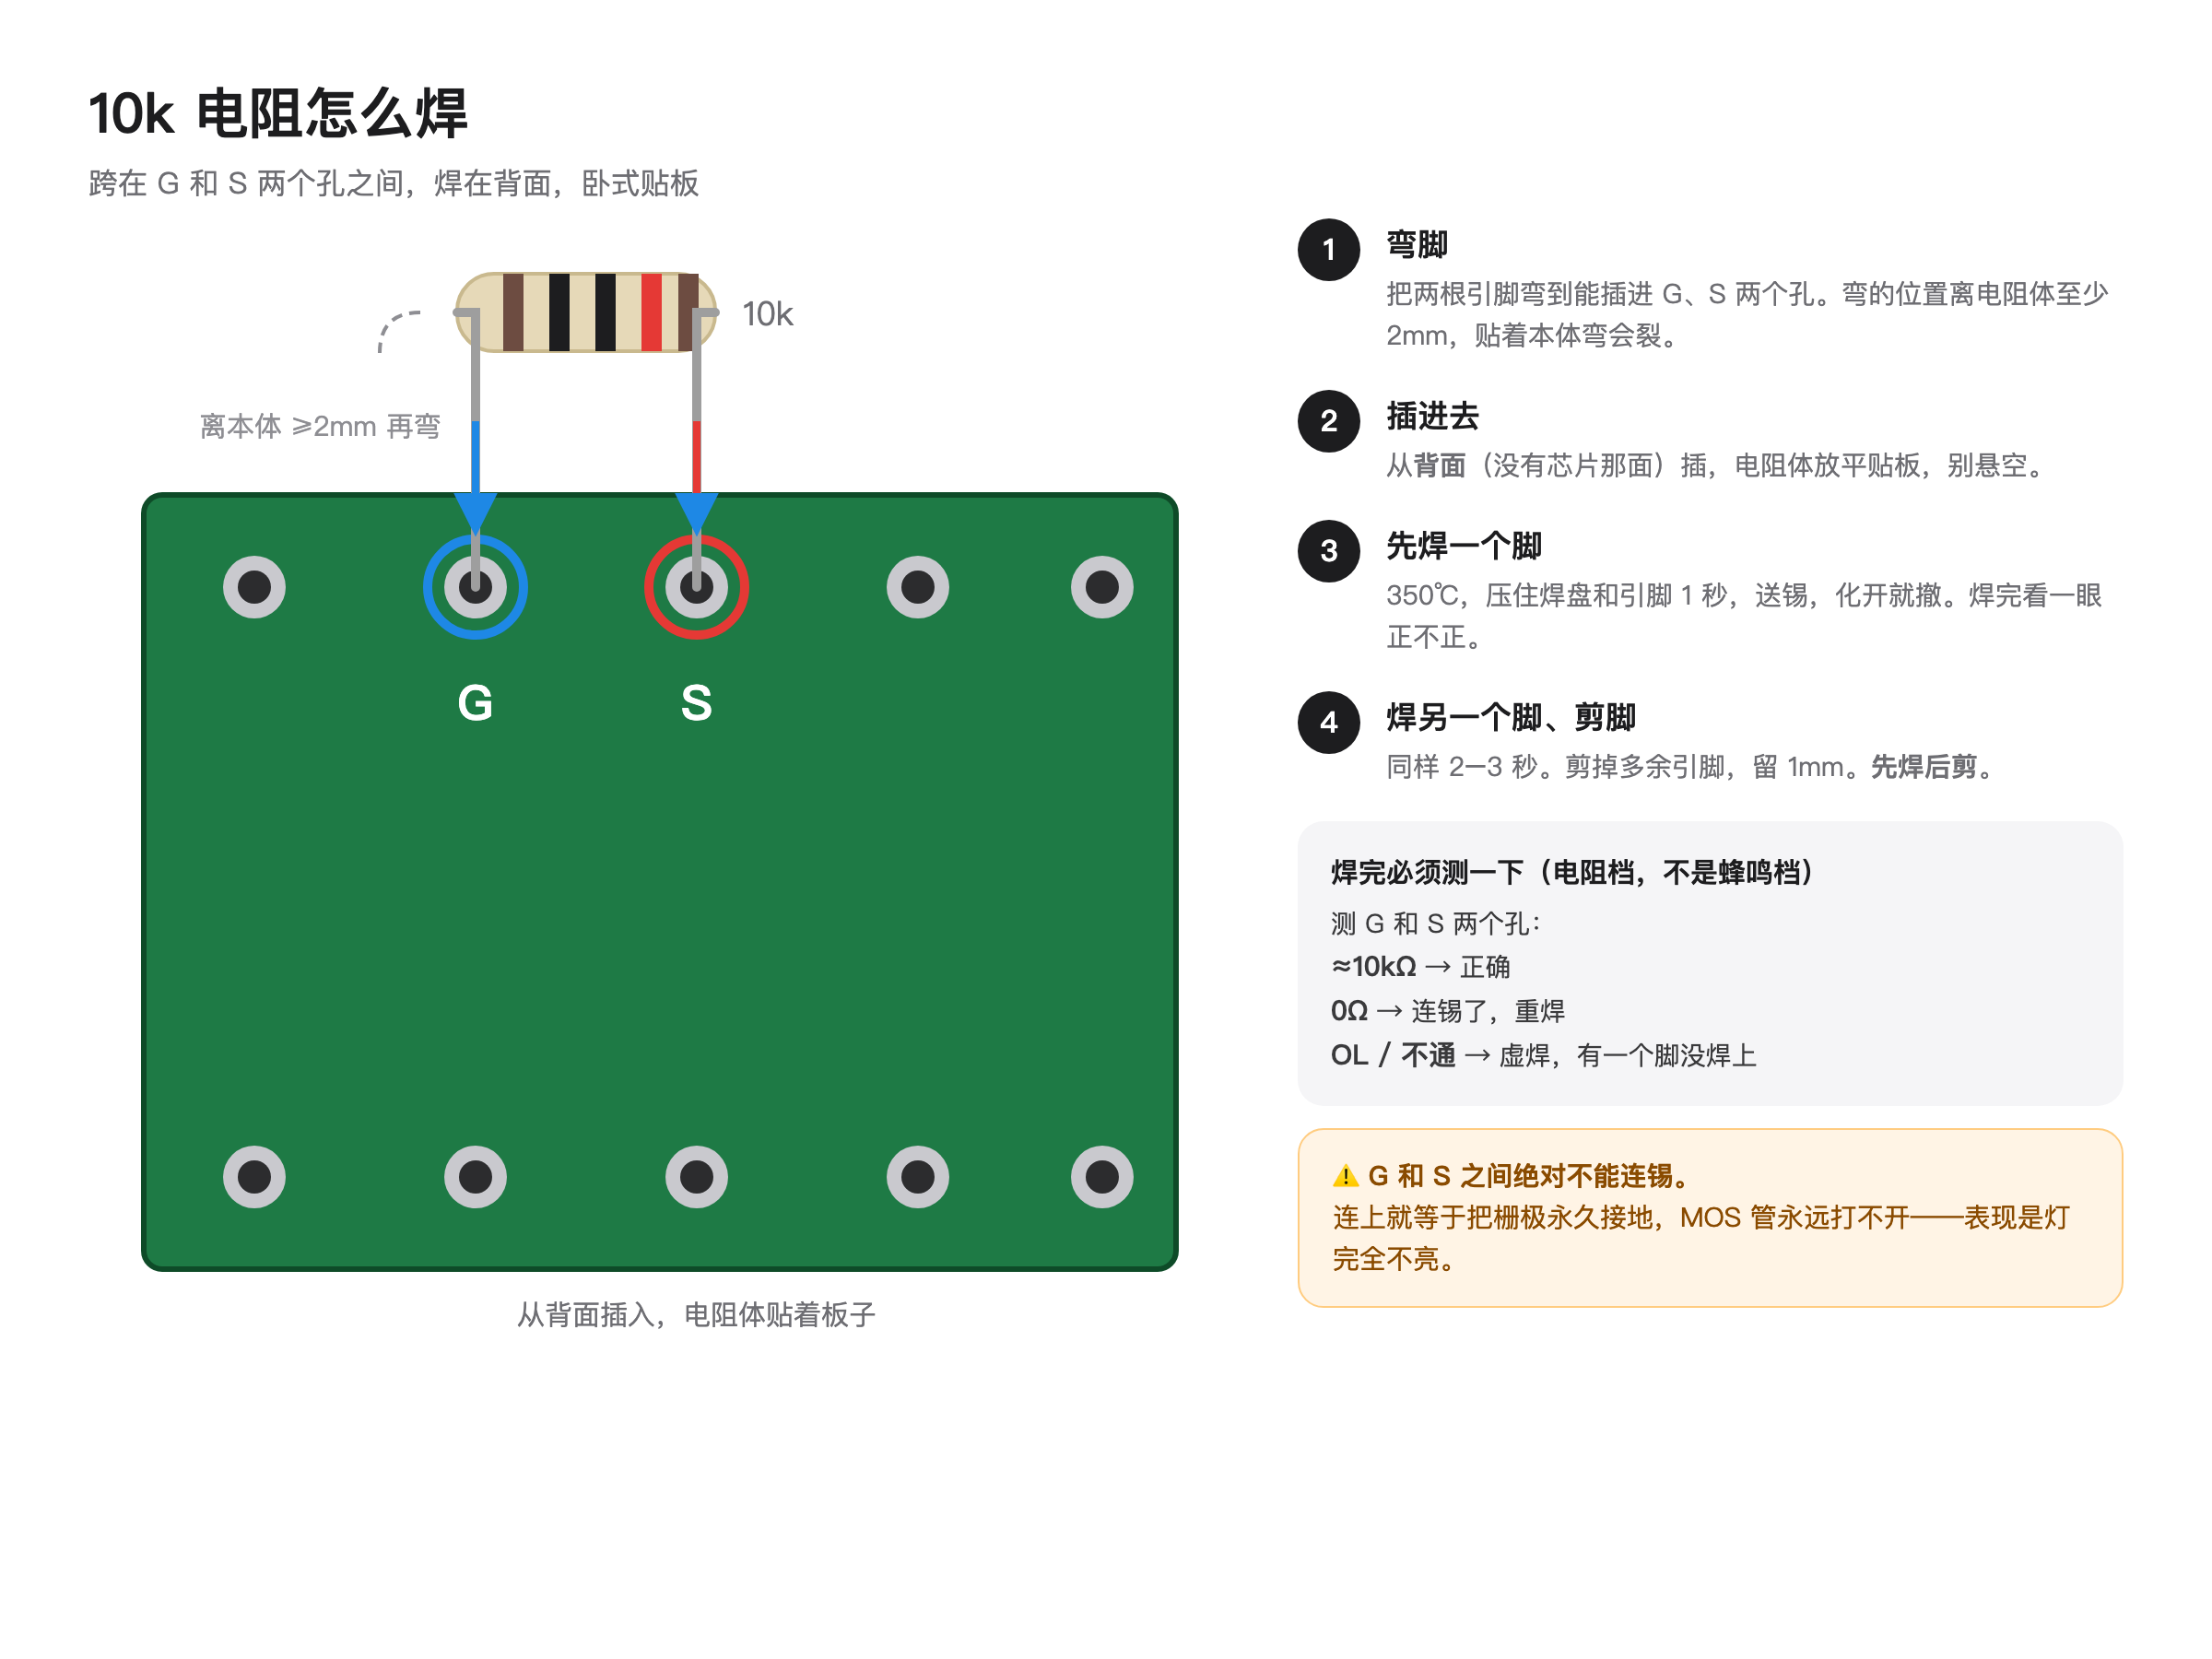 10k 电阻怎么焊
跨在 G 和 S 两个孔之间，焊在背面，卧式贴板
10k
离本体 ≥2mm 再弯
G
S
从背面插入，电阻体贴着板子
1
弯脚
把两根引脚弯到能插进 G、S 两个孔。弯的位置离电阻体至少
2mm，贴着本体弯会裂。
2
插进去
从背面（没有芯片那面）插，电阻体放平贴板，别悬空。
3
先焊一个脚
350℃，压住焊盘和引脚 1 秒，送锡，化开就撤。焊完看一眼
正不正。
4
焊另一个脚、剪脚
同样 2–3 秒。剪掉多余引脚，留 1mm。先焊后剪。
焊完必须测一下（电阻档，不是蜂鸣档）
测 G 和 S 两个孔：
≈10kΩ → 正确
0Ω → 连锡了，重焊
OL / 不通 → 虚焊，有一个脚没焊上
⚠️ G 和 S 之间绝对不能连锡。
连上就等于把栅极永久接地，MOS 管永远打不开——表现是灯
完全不亮。